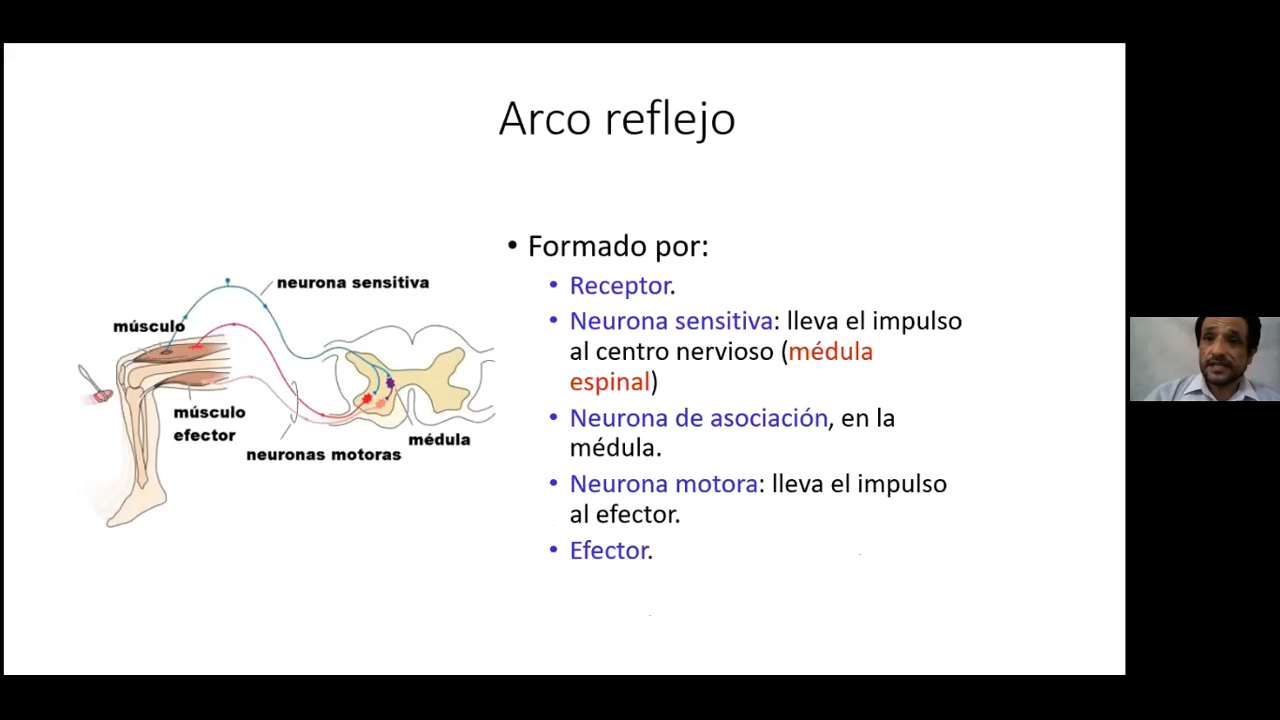 Arco reflejo
neurona sensitiva
músculo
músculo
efector
neuronas motoras
médula
• Formado por:
• Receptor.
• Neurona sensitiva: lleva el impulso
al centro nervioso (médula
espinal)
• Neurona de asociación, en la
médula.
• Neurona motora: lleva el impulso
al efector.
• Efector.